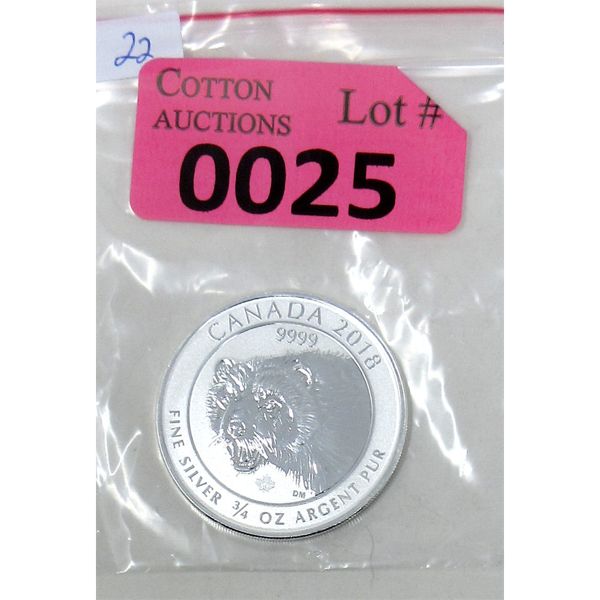 22
COTTON
AUCTIONS
Lot #
0025
CANADA 2018
9999
DM
FINE SILVER 3/4 OZ ARGENT PUR